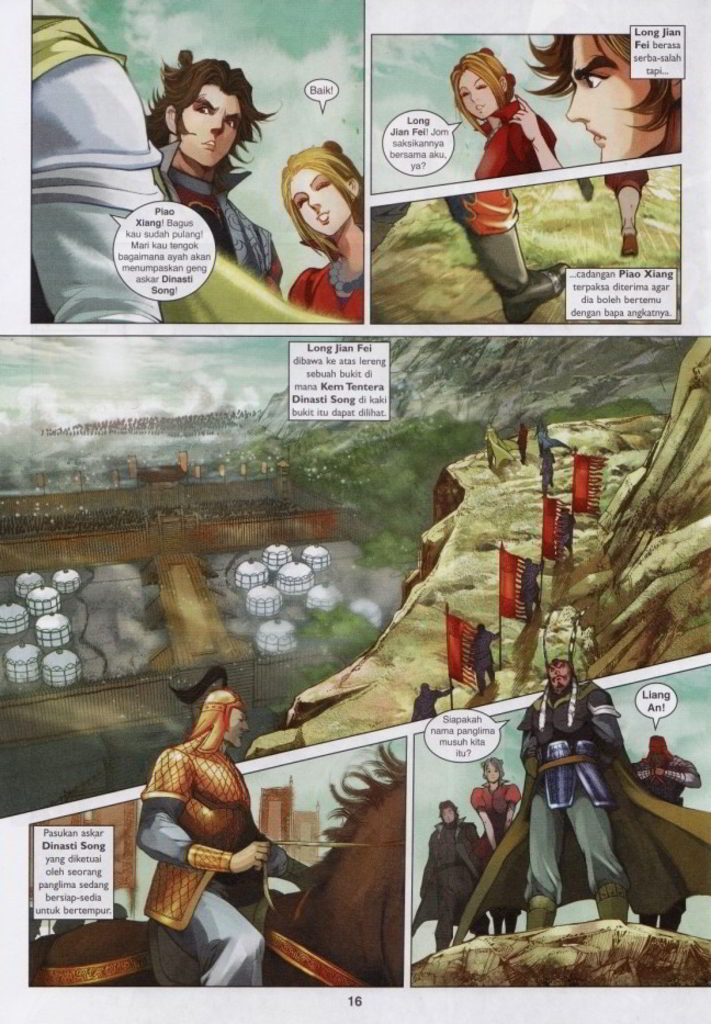 Baik!
Piao
Xiang! Bagus
kau sudah pulang!
Mari kau tengok
bagaimana ayah akan
menumpaskan geng
askar Dinasti
Song!
Long Jian
Fei berasa
serba-salah
tapi...
Long
Jian Fei! Jom
saksikannya
bersama aku,
ya?
...cadangan Piao Xiang
terpaksa diterima agar
dia boleh bertemu
dengan bapa angkatnya.
Long Jian Fei
dibawa ke atas lereng
sebuah bukit di
mana Kem Tentera
Dinasti Song di kaki
bukit itu dapat dilihat.
Pasukan askar
Dinasti Song
yang diketuai
oleh seorang
panglima sedang
bersiap-sedia
untuk bertempur.
Siapakah
nama panglima
musuh kita
itu?
Liang
An!
16